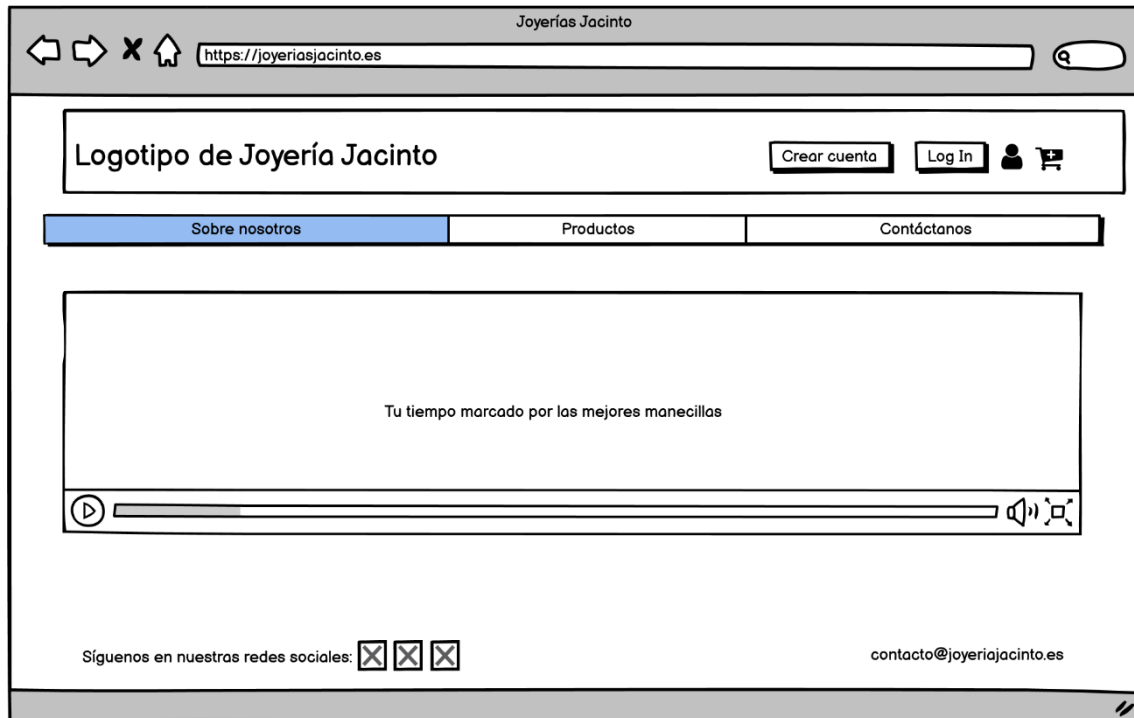 Joyerías Jacinto
https://joyeriasjacinto.es
Logotipo de Joyería Jacinto
Crear cuenta
Log In
Sobre nosotros
Productos
Contáctanos
Tu tiempo marcado por las mejores manecillas
Síguenos en nuestras redes sociales:
contacto@joyeriajacinto.es